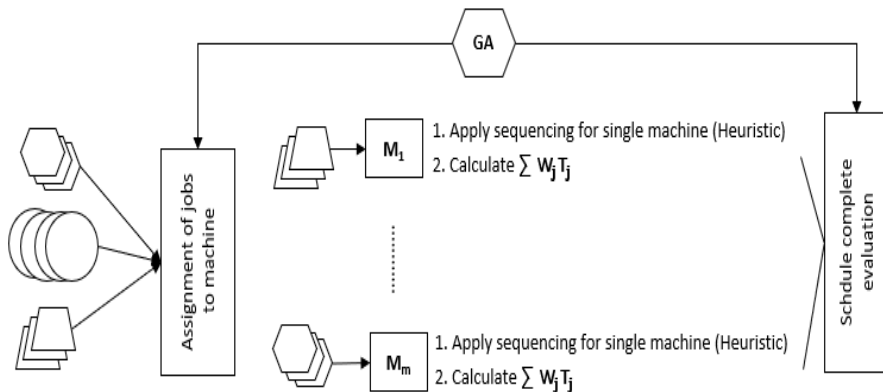 GA
Assignment of jobs
to machine
M1
1. Apply sequencing for single machine (Heuristic)
2. Calculate ∑ WjTj
Mm
1. Apply sequencing for single machine (Heuristic)
2. Calculate ∑ WjTj
Schdule complete
evaluation